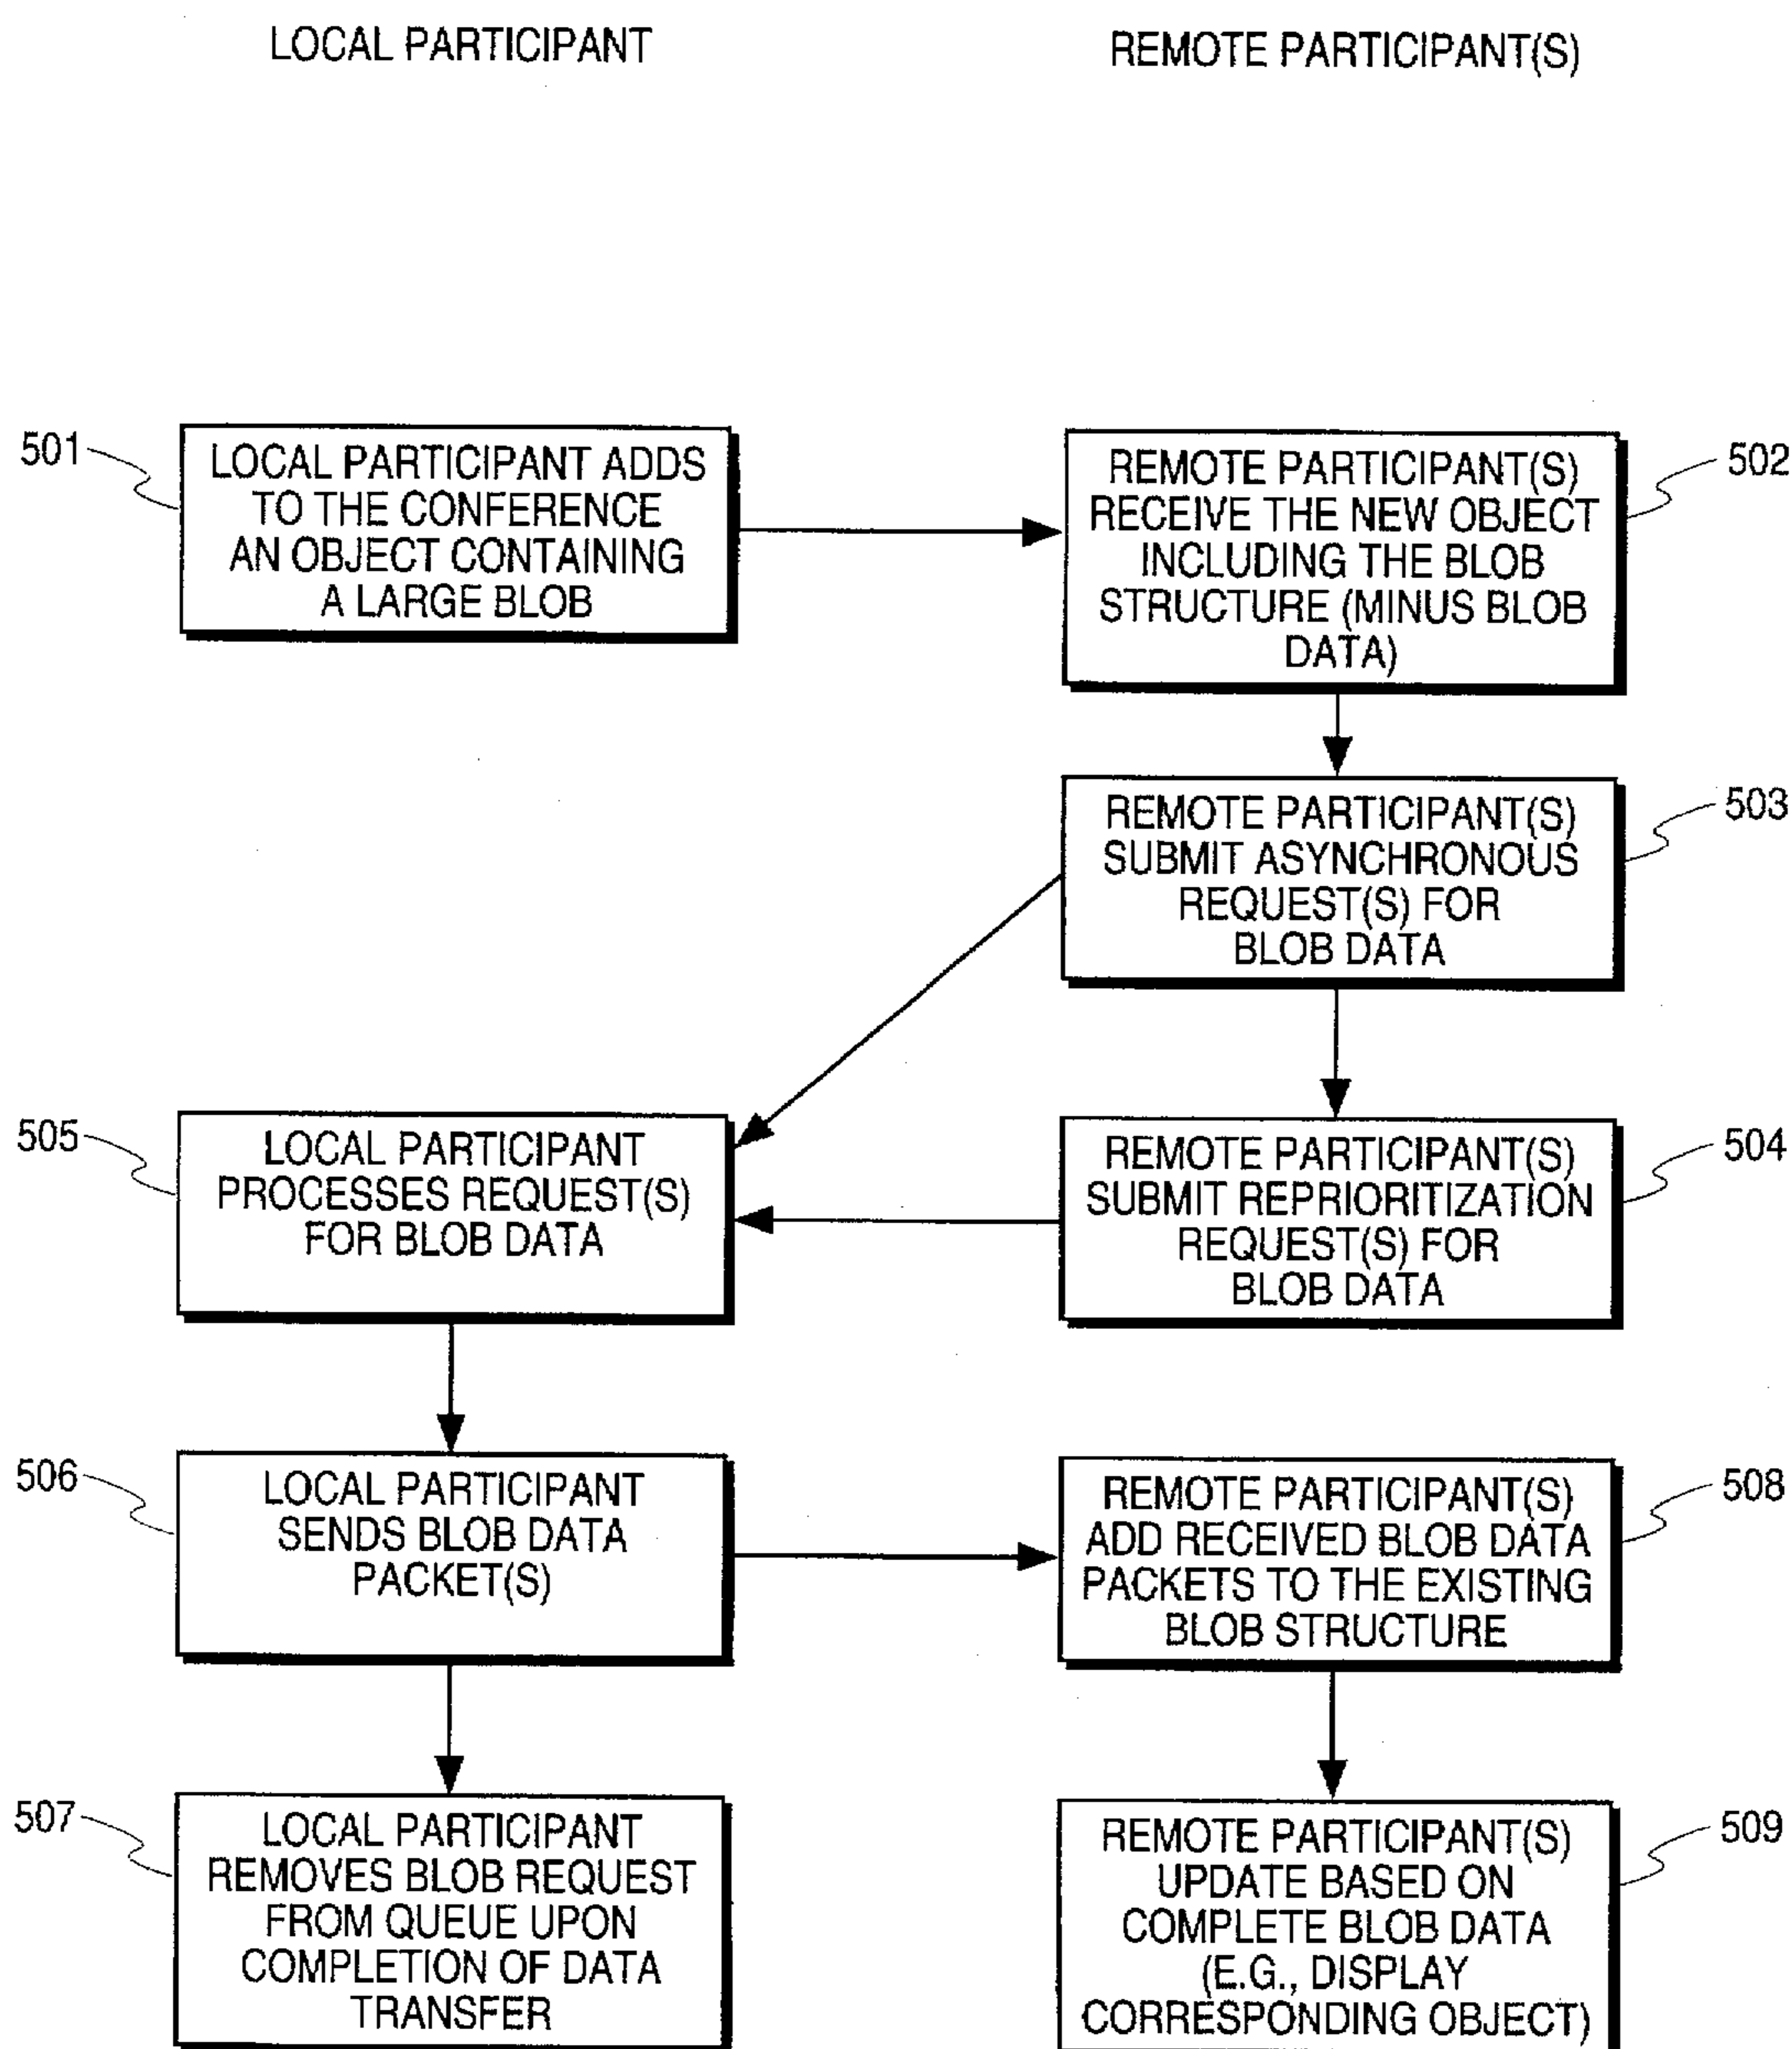 LOCAL PARTICIPANT
REMOTE PARTICIPANT(S)
501
LOCAL PARTICIPANT ADDS
TO THE CONFERENCE
AN OBJECT CONTAINING
A LARGE BLOB
REMOTE PARTICIPANT(S)
RECEIVE THE NEW OBJECT
INCLUDING THE BLOB
STRUCTURE (MINUS BLOB
DATA)
502
REMOTE PARTICIPANT(S)
SUBMIT ASYNCHRONOUS
REQUEST(S) FOR
BLOB DATA
503
505
LOCAL PARTICIPANT
PROCESSES REQUEST(S)
FOR BLOB DATA
REMOTE PARTICIPANT(S)
SUBMIT REPRIORITIZATION
REQUEST(S) FOR
BLOB DATA
504
506
LOCAL PARTICIPANT
SENDS BLOB DATA
PACKET(S)
REMOTE PARTICIPANT(S)
ADD RECEIVED BLOB DATA
PACKETS TO THE EXISTING
BLOB STRUCTURE
508
507
LOCAL PARTICIPANT
REMOVES BLOB REQUEST
FROM QUEUE UPON
COMPLETION OF DATA
TRANSFER
REMOTE PARTICIPANT(S)
UPDATE BASED ON
COMPLETE BLOB DATA
(E.G., DISPLAY
CORRESPONDING OBJECT)
509